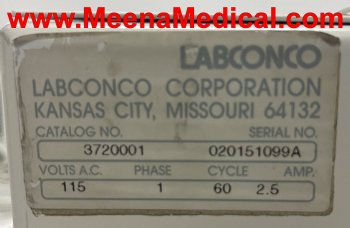 www.MeenaMedical.com
LABCONCO
LABCONCO CORPORATION
KANSAS CITY, MISSOURI 64132
CATALOG NO. SERIAL NO.
3720001 020151099A
VOLTS A.C. PHASE CYCLE AMP.
115 1 60 2.5